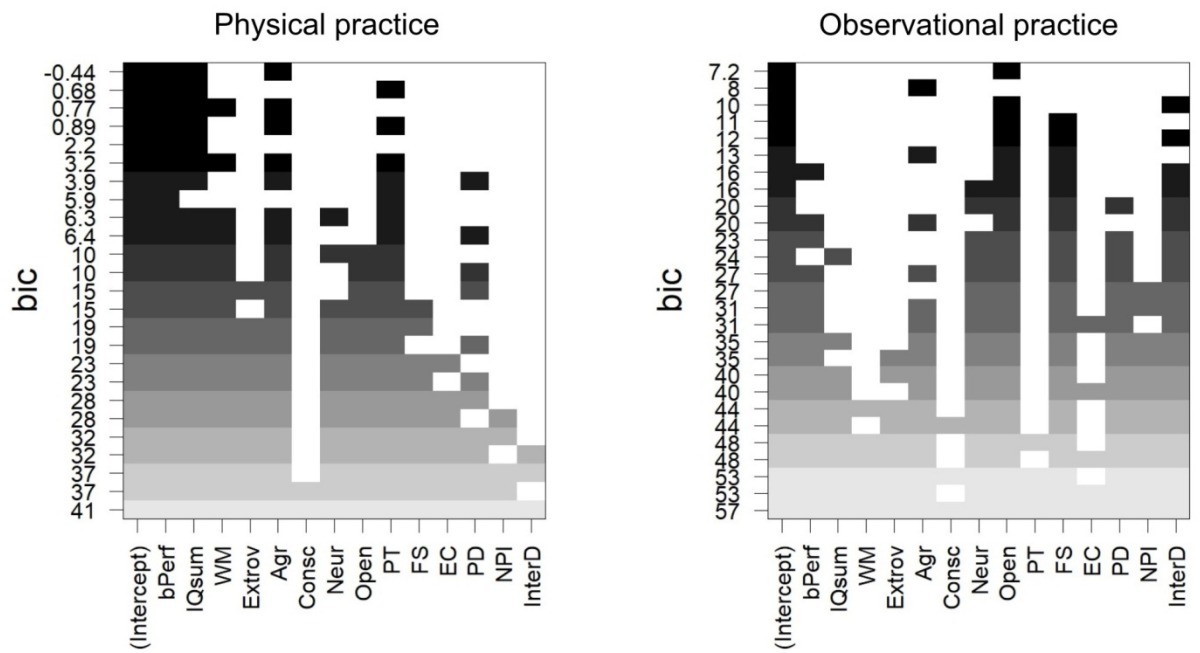 Physical practice
-0.44
0.68
0.77
0.89
2.2
3.2
3.9
5.9
6.3
6.4
10
10
15
15
19
19
23
23
28
28
32
32
37
37
41
bic
(Intercept)
bPerf
IQsum
WM
Extrov
Agr
Consc
Neur
Open
PT
FS
EC
PD
NPI
InterD
Observational practice
7.2
8
10
11
12
13
16
16
20
20
23
24
27
27
31
31
35
35
40
40
44
44
48
48
53
53
57
bic
(Intercept)
bPerf
IQsum
WM
Extrov
Agr
Consc
Neur
Open
PT
FS
EC
PD
NPI
InterD